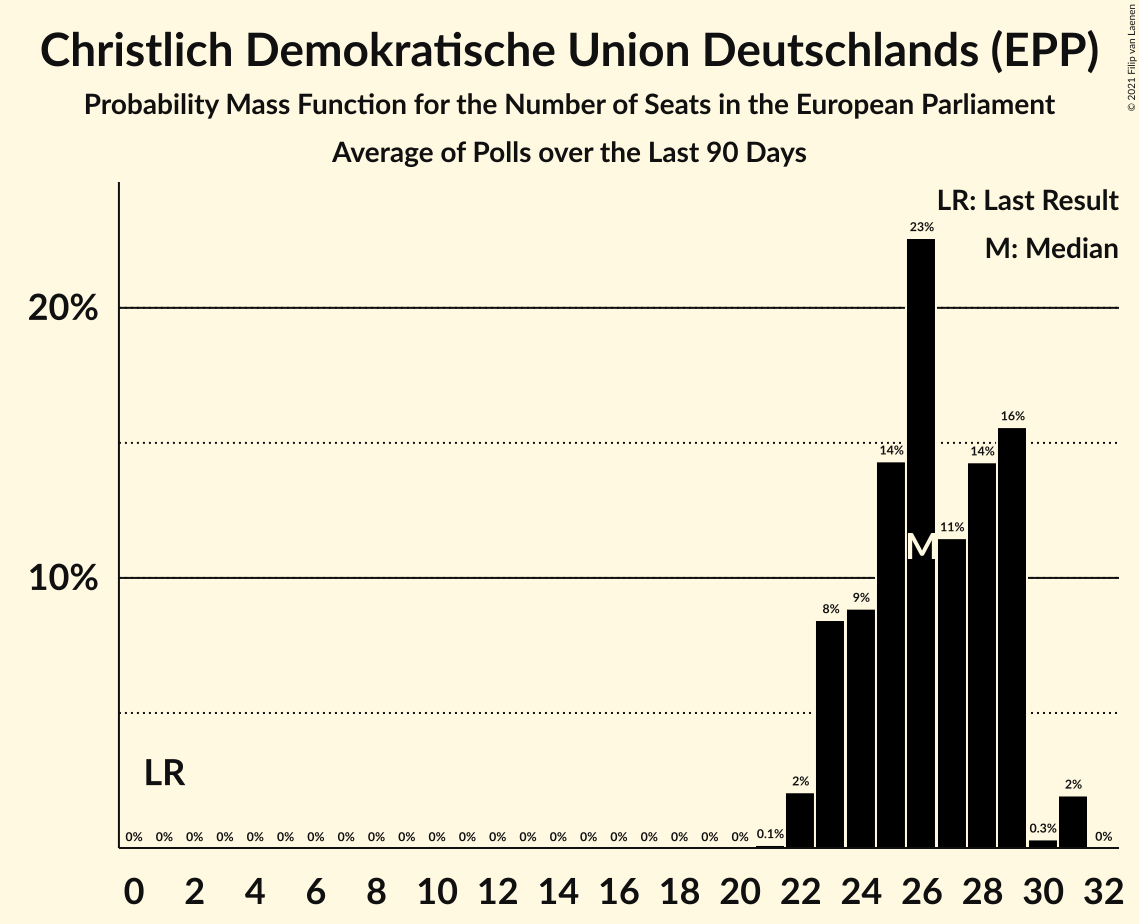 Christlich Demokratische Union Deutschlands (EPP)
Probability Mass Function for the Number of Seats in the European Parliament
Average of Polls over the Last 90 Days
© 2021 Filip van Laenen
LR: Last Result
M: Median
23%
20%
16%
14% 14%
11%
M
10%
9%
8%
LR
2% 2%
0% 0% 0% 0% 0% 0% 0% 0% 0% 0% 0% 0% 0% 0% 0% 0% 0% 0% 0% 0% 0% 0.1% 0.3% 0%
0 2 4 6 8 10 12 14 16 18 20 22 24 26 28 30 32